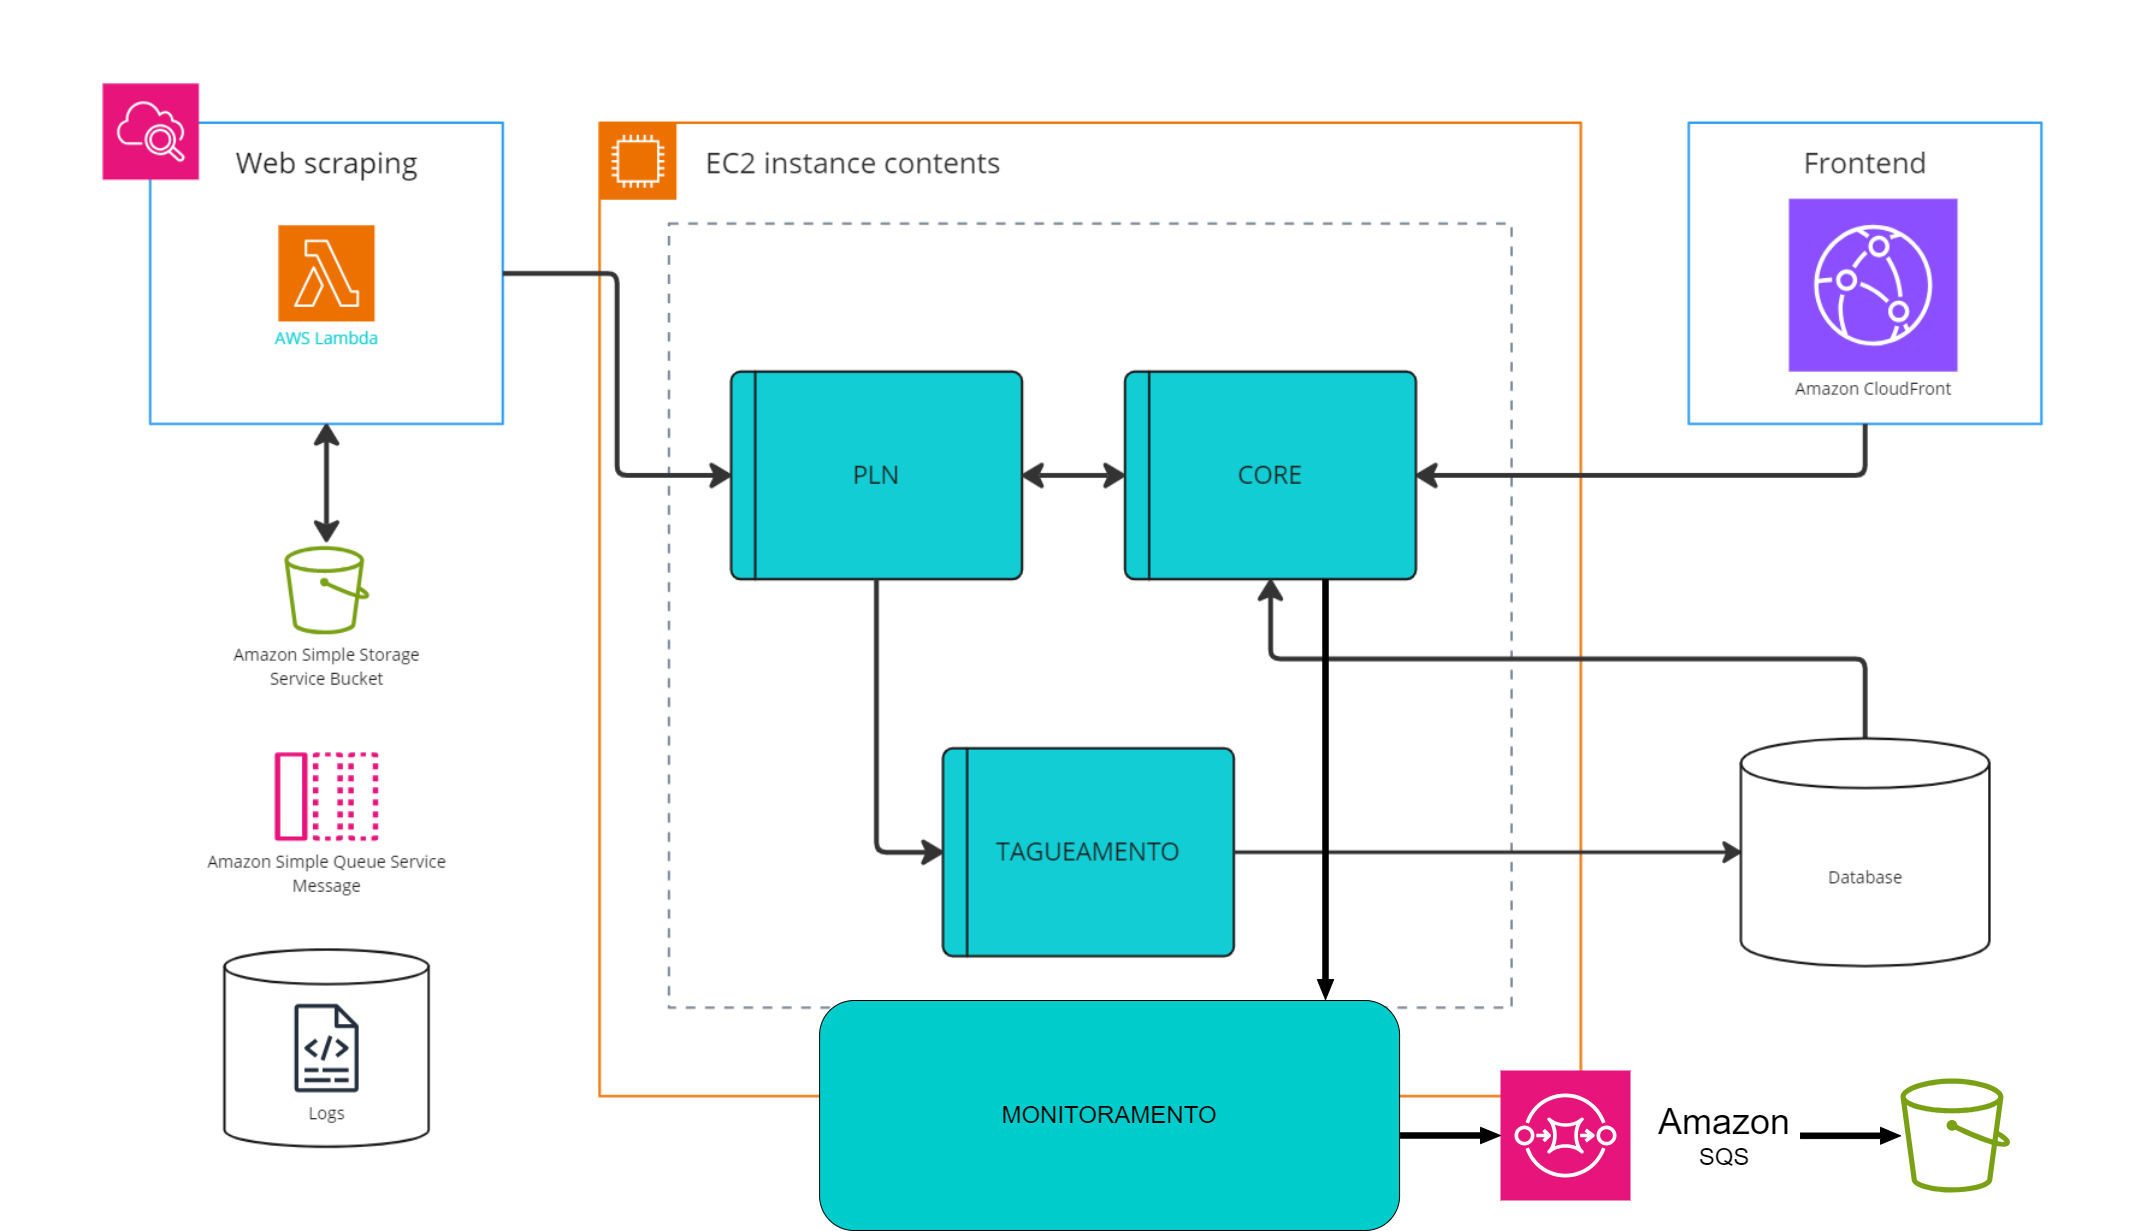 Web scraping
AWS Lambda
EC2 instance contents
Frontend
Amazon CloudFront
PLN
CORE
Amazon Simple Storage
Service Bucket
Amazon Simple Queue Service
Message
TAGUEAMENTO
Database
Logs
MONITORAMENTO
Amazon
SQS